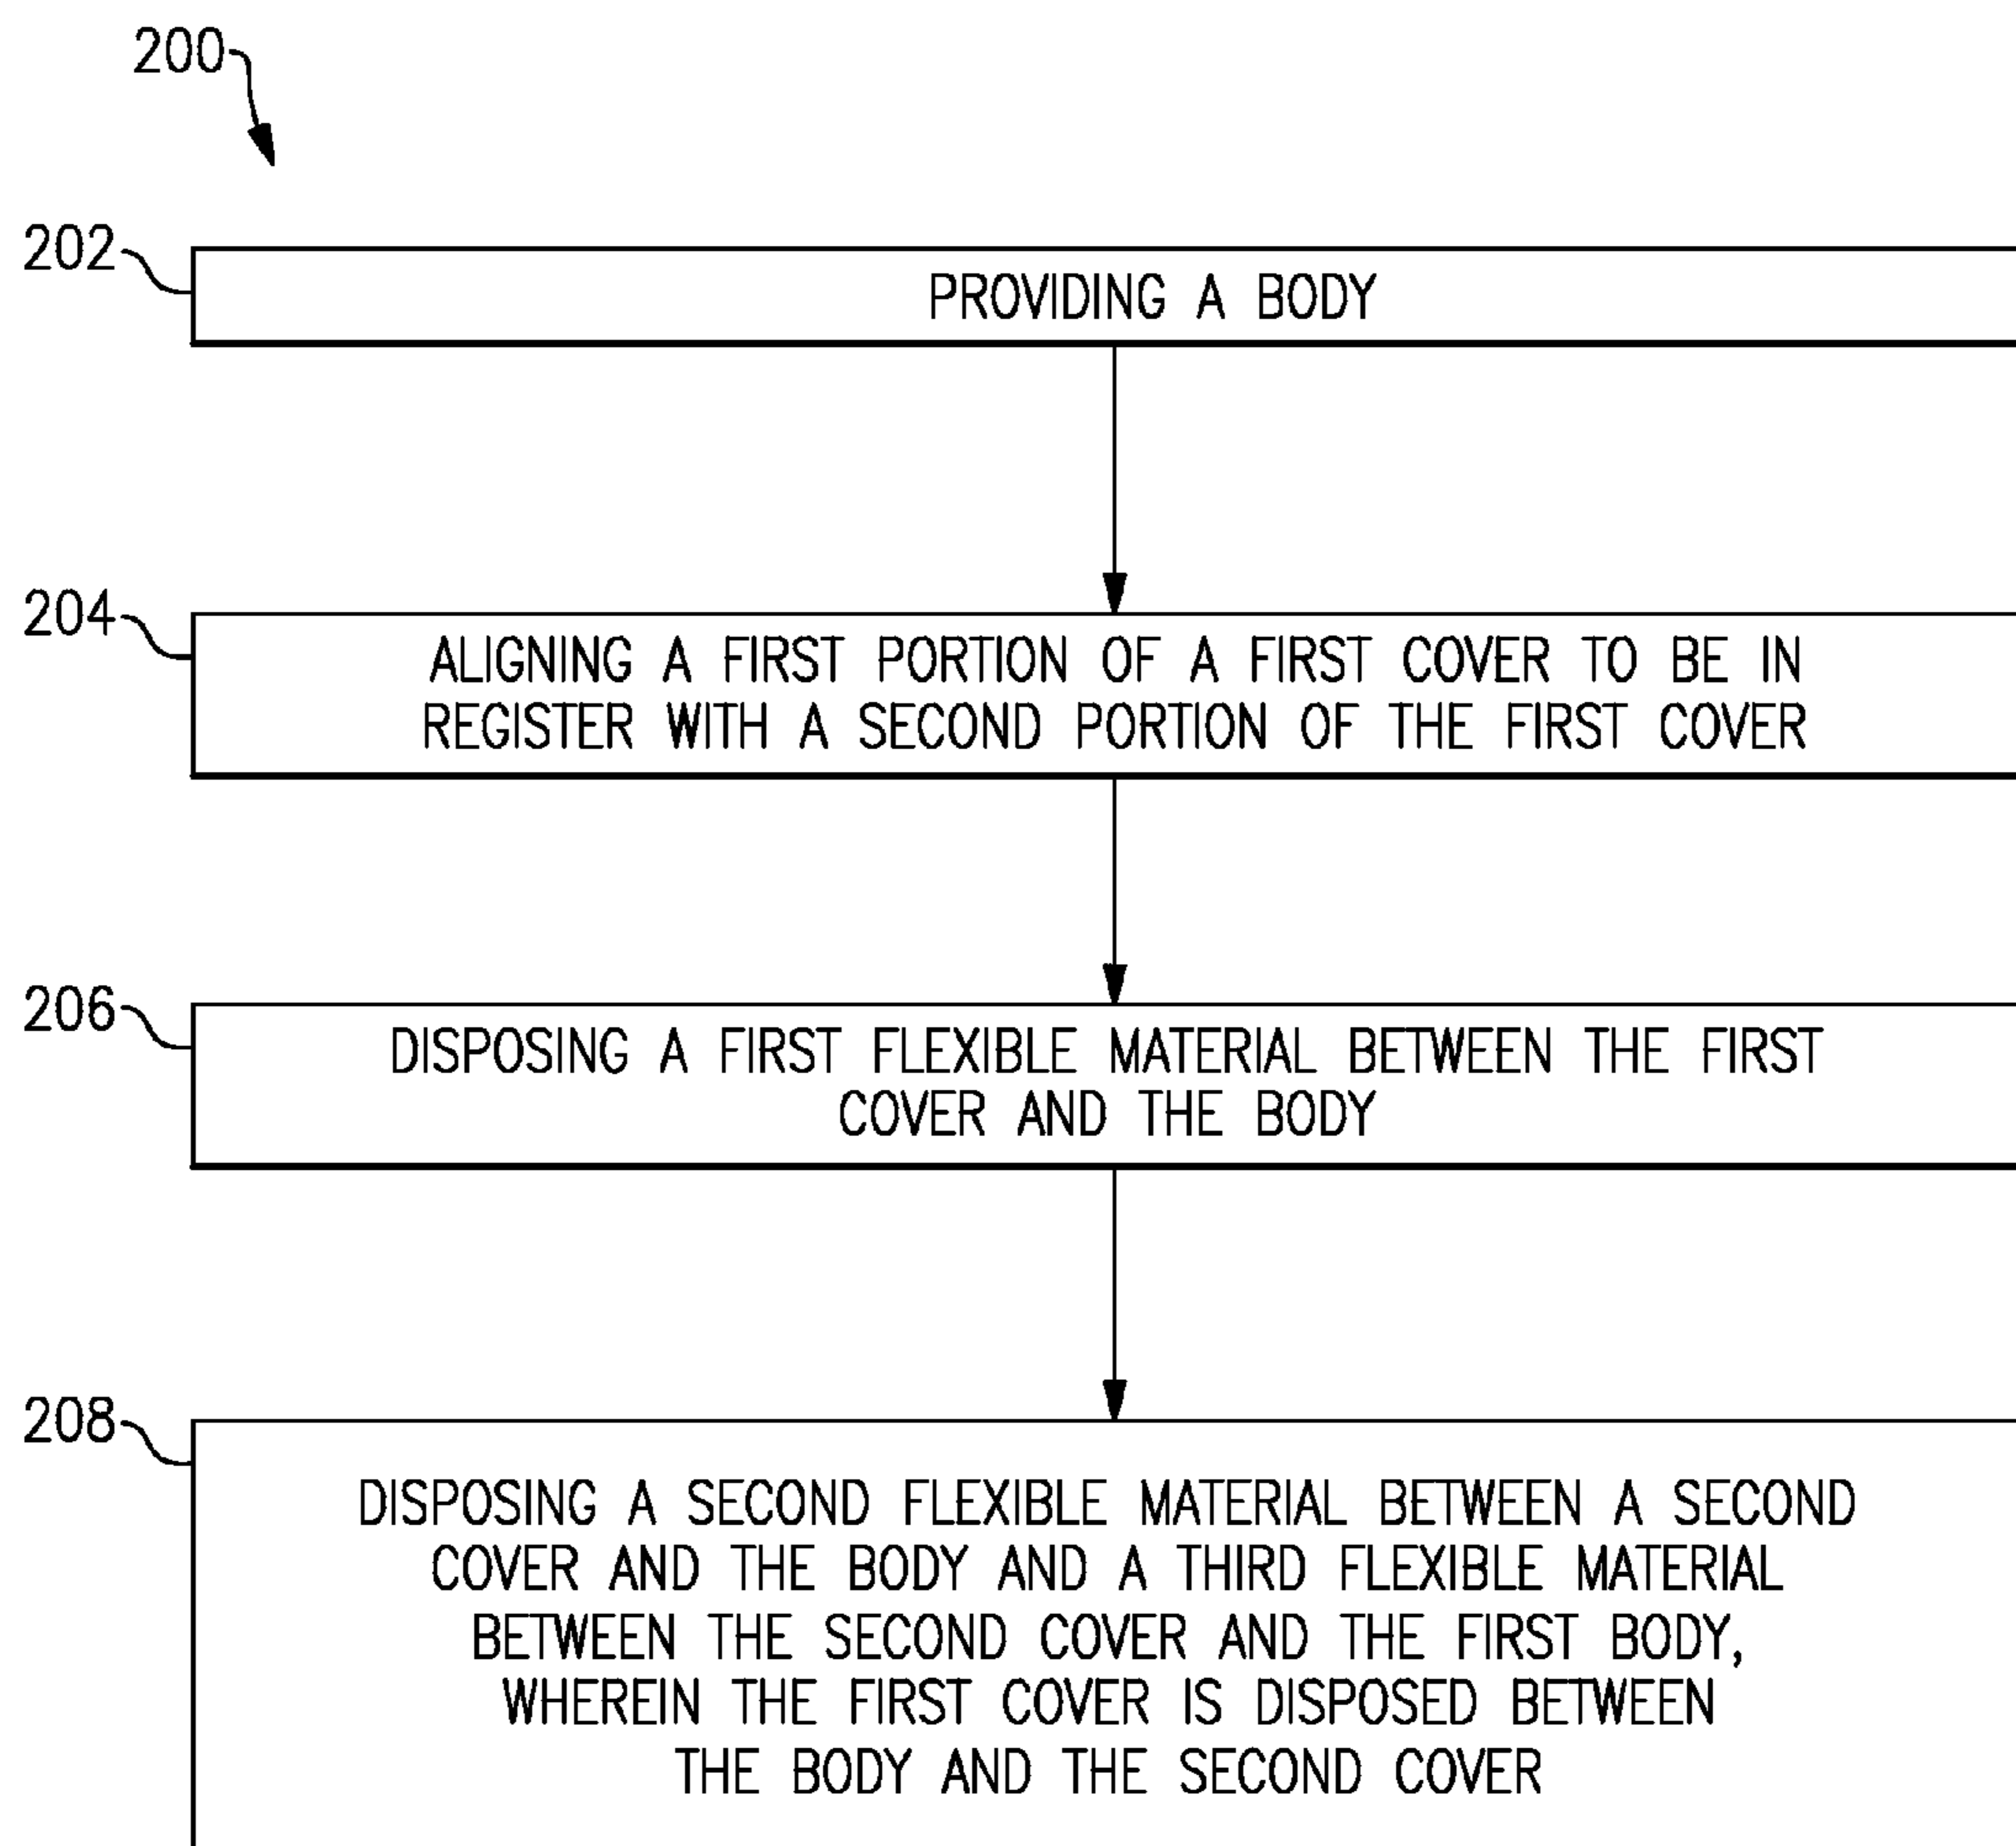 200
202
PROVIDING A BODY
204
ALIGNING A FIRST PORTION OF A FIRST COVER TO BE IN
REGISTER WITH A SECOND PORTION OF THE FIRST COVER
206
DISPOSING A FIRST FLEXIBLE MATERIAL BETWEEN THE FIRST
COVER AND THE BODY
208
DISPOSING A SECOND FLEXIBLE MATERIAL BETWEEN A SECOND
COVER AND THE BODY AND A THIRD FLEXIBLE MATERIAL
BETWEEN THE SECOND COVER AND THE FIRST BODY,
WHEREIN THE FIRST COVER IS DISPOSED BETWEEN
THE BODY AND THE SECOND COVER